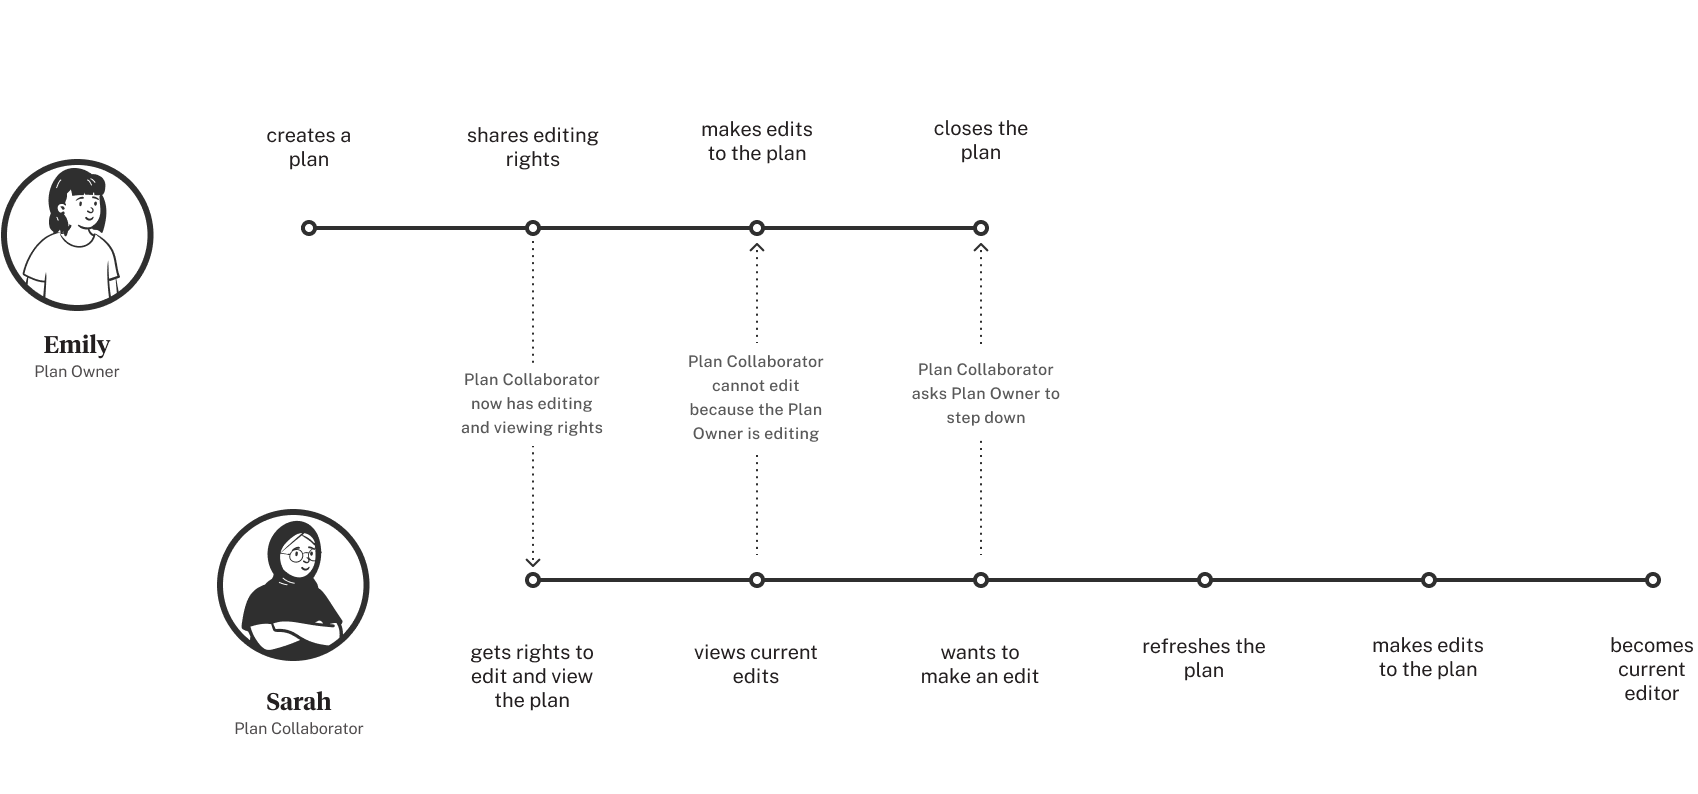 creates a
plan
shares editing
rights
makes edits
to the plan
closes the
plan
Emily
Plan Owner
Plan Collaborator
now has editing
and viewing rights
Plan Collaborator
cannot edit
because the Plan
Owner is editing
Plan Collaborator
asks Plan Owner to
step down
Sarah
Plan Collaborator
gets rights to
edit and view
the plan
views current
edits
wants to
make an edit
refreshes the
plan
makes edits
to the plan
becomes
current
editor